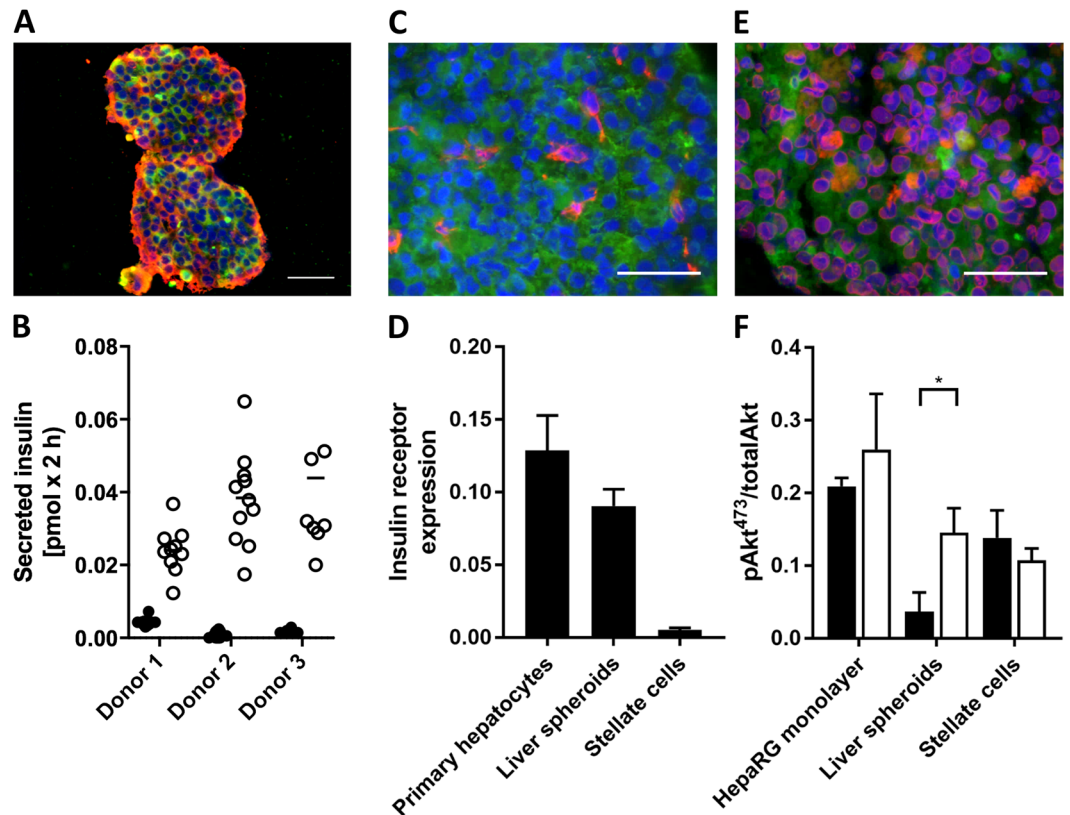 A
C
E
B
Secreted insulin
[pmol x 2 h)
0.08
0.06
0.04
0.02
0.00
Donor 1
Donor 2
Donor 3
D
Insulin receptor
expression
0.20
0.15
0.10
0.05
0.00
Primary hepatocytes
Liver spheroids
Stellate cells
F
pAkt⁴⁷³/totalAkt
0.4
0.3
0.2
0.1
0.0
*
HepaRG monolayer
Liver spheroids
Stellate cells